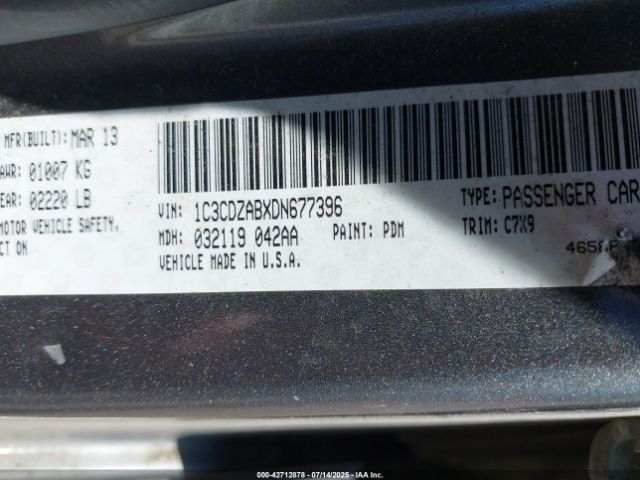 MFR(BUILT): MAR 13
AWR: 01007 KG
EAR: 02220 LB
MOTOR VEHICLE SAFETY,
CT ON
VIN: 1C3CDZABXDN677396
TYPE: PASSENGER CAR
MDH: 032119 042AA
PAINT: PDM
TRIM: C7X9
VEHICLE MADE IN U.S.A.
000-42712878 - 07/14/2025 - IAA Inc.